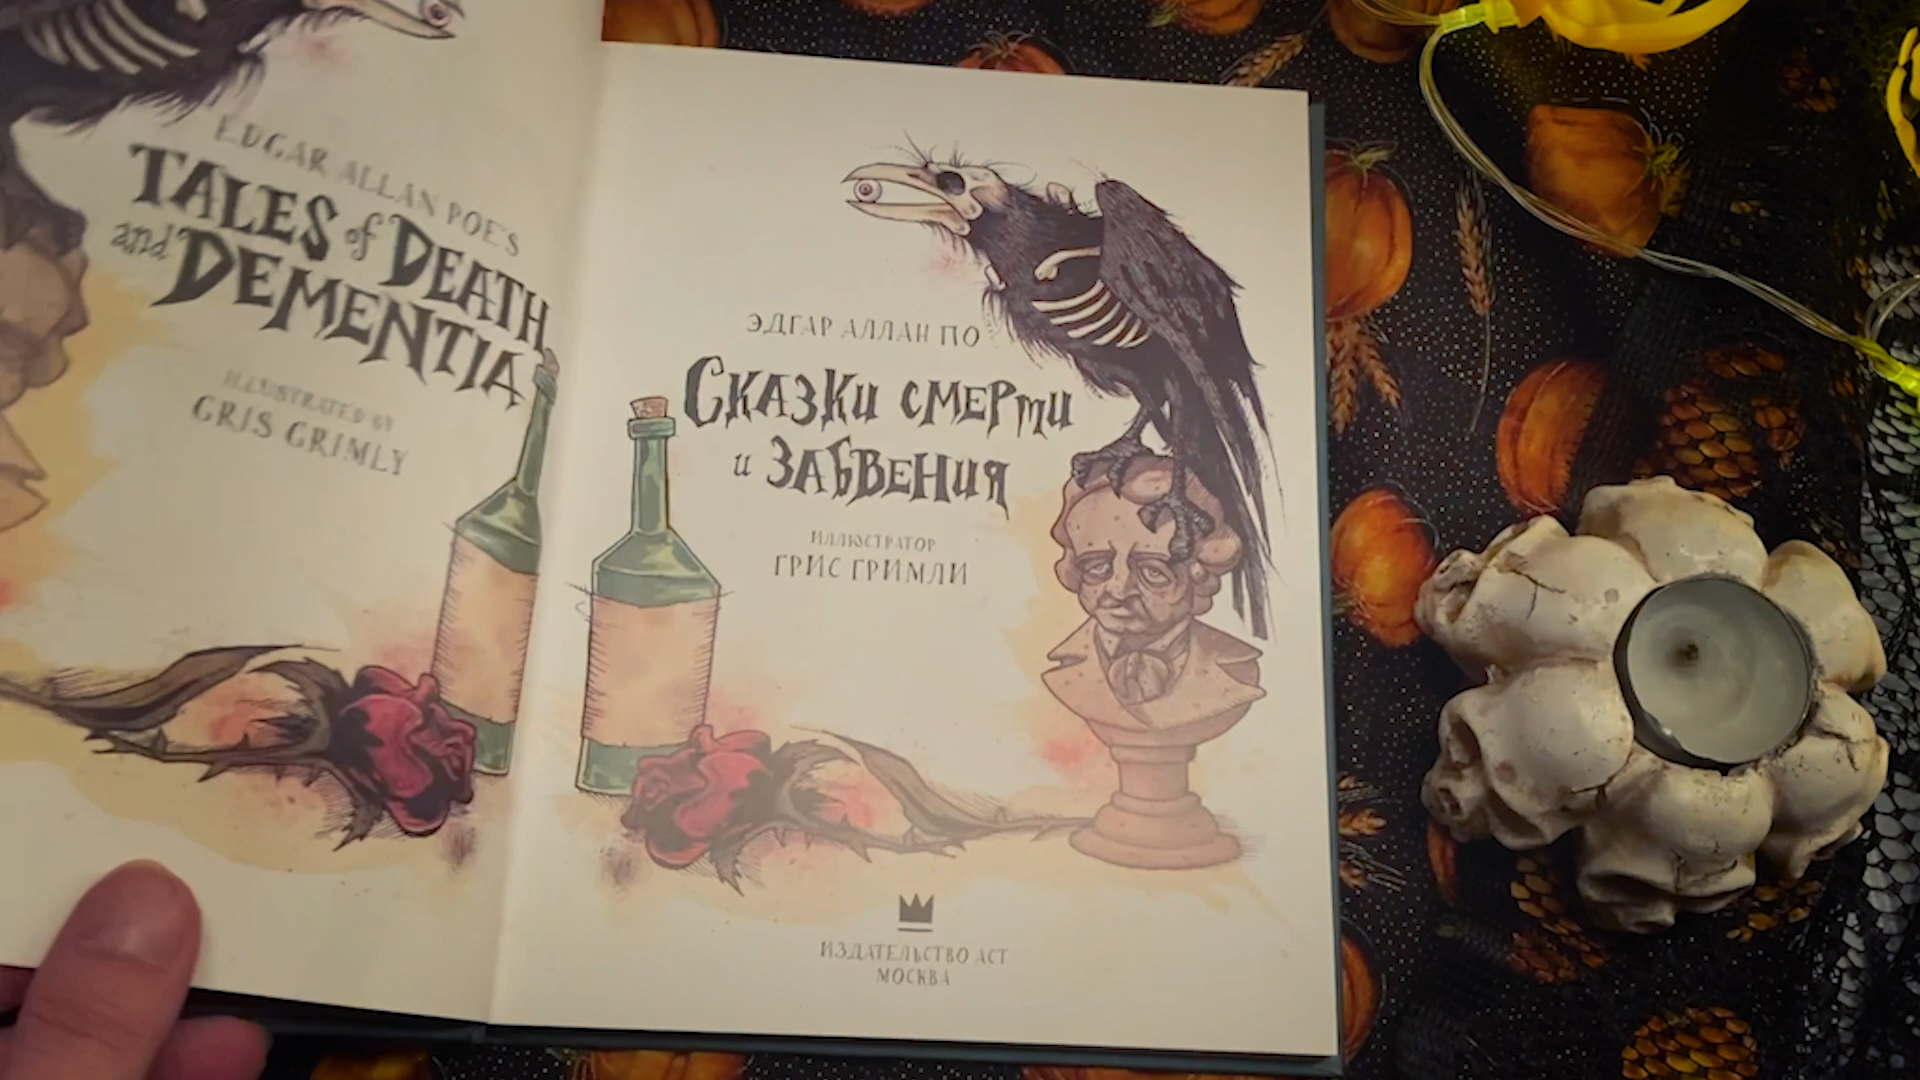 EDGAR ALLAN POE'S
TALES of DEATH
and DEMENTIA
ILLUSTRATED BY
GRIS GRIMLY
ЭДГАР АЛЛАН ПО
СКАЗКИ СМЕРТИ
и ЗАБВЕНИЯ
ИЛЛЮСТРАТОР
ГРИС ГРИМЛИ
ИЗДАТЕЛЬСТВО АСТ
МОСКВА